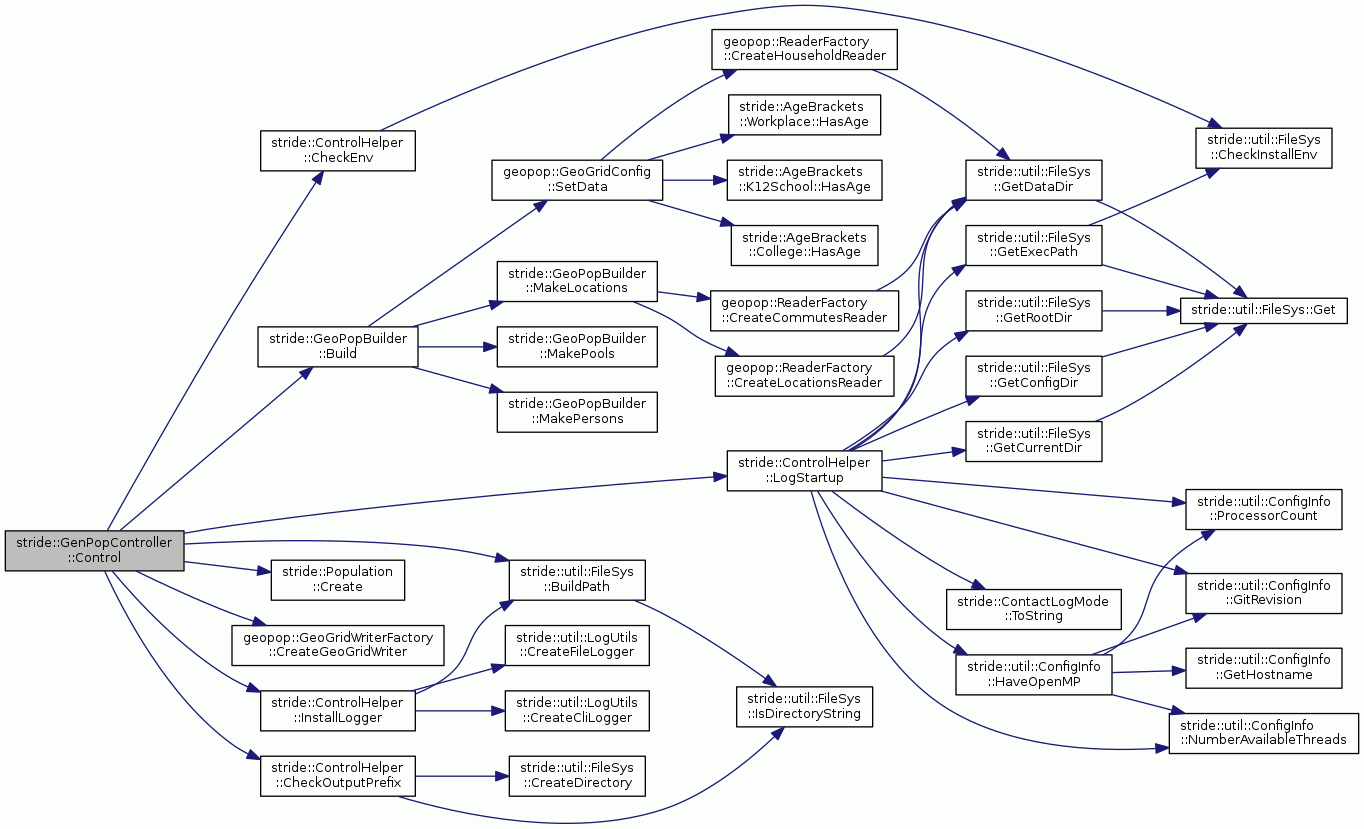 geopop::ReaderFactory
::CreateHouseholdReader
stride::AgeBrackets
::Workplace::HasAge
stride::ControlHelper
::CheckEnv
stride::util::FileSys
::CheckInstallEnv
geopop::GeoGridConfig
::SetData
stride::AgeBrackets
::K12School::HasAge
stride::util::FileSys
::GetDataDir
stride::AgeBrackets
::College::HasAge
stride::util::FileSys
::GetExecPath
stride::GeoPopBuilder
::MakeLocations
geopop::ReaderFactory
::CreateCommutesReader
stride::util::FileSys
::GetRootDir
stride::util::FileSys::Get
stride::GeoPopBuilder
::Build
stride::GeoPopBuilder
::MakePools
geopop::ReaderFactory
::CreateLocationsReader
stride::util::FileSys
::GetConfigDir
stride::GeoPopBuilder
::MakePersons
stride::util::FileSys
::GetCurrentDir
stride::ControlHelper
::LogStartup
stride::util::ConfigInfo
::ProcessorCount
stride::GenPopController
::Control
stride::Population
::Create
stride::util::FileSys
::BuildPath
stride::ContactLogMode
::ToString
stride::util::ConfigInfo
::GitRevision
geopop::GeoGridWriterFactory
::CreateGeoGridWriter
stride::util::LogUtils
::CreateFileLogger
stride::util::ConfigInfo
::HaveOpenMP
stride::util::ConfigInfo
::GetHostname
stride::ControlHelper
::InstallLogger
stride::util::LogUtils
::CreateCliLogger
stride::util::FileSys
::IsDirectoryString
stride::util::ConfigInfo
::NumberAvailableThreads
stride::ControlHelper
::CheckOutputPrefix
stride::util::FileSys
::CreateDirectory